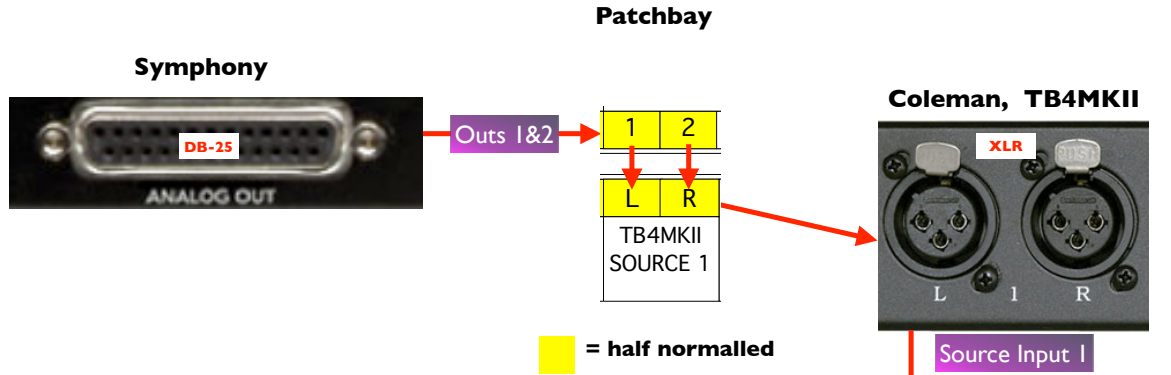 Patchbay
Symphony
Coleman, TB4MKII
DB-25
ANALOG OUT
Outs 1&2
1 2
L R
TB4MKII
SOURCE 1
XLR
L 1 R
Source Input 1
= half normalled